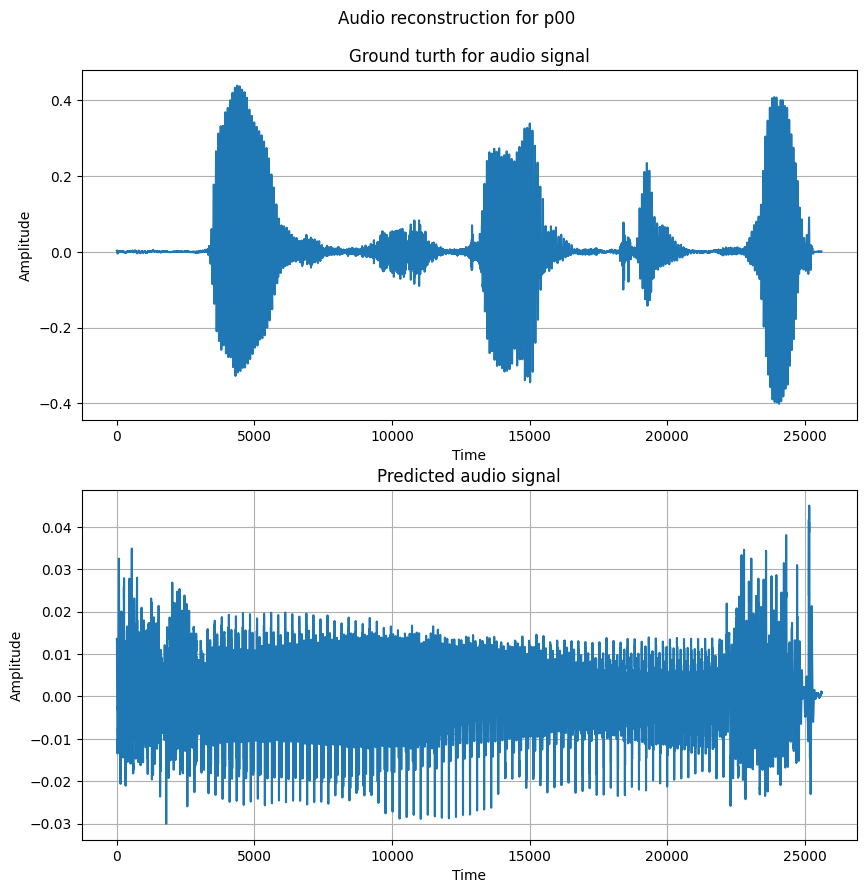 Audio reconstruction for p00
Ground turth for audio signal
Amplitude
0.4
0.2
0.0
−0.2
−0.4
0 5000 10000 15000 20000 25000
Time
Predicted audio signal
Amplitude
0.04
0.03
0.02
0.01
0.00
−0.01
−0.02
−0.03
0 5000 10000 15000 20000 25000
Time